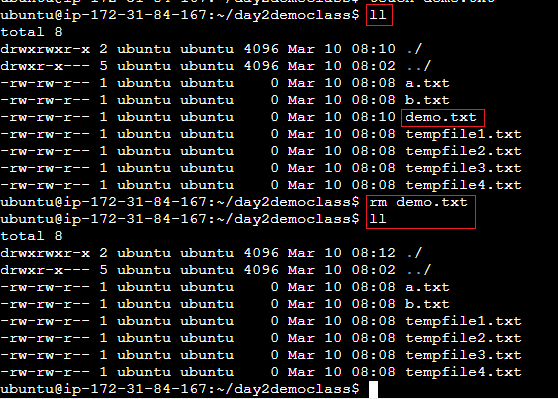 ubuntu@ip-172-31-84-167:~/day2democlass$ ll
total 8
drwxrwxr-x 2 ubuntu ubuntu 4096 Mar 10 08:10 ./
drwxr-x--- 5 ubuntu ubuntu 4096 Mar 10 08:02 ../
-rw-rw-r-- 1 ubuntu ubuntu    0 Mar 10 08:08 a.txt
-rw-rw-r-- 1 ubuntu ubuntu    0 Mar 10 08:08 b.txt
-rw-rw-r-- 1 ubuntu ubuntu    0 Mar 10 08:10 demo.txt
-rw-rw-r-- 1 ubuntu ubuntu    0 Mar 10 08:08 tempfile1.txt
-rw-rw-r-- 1 ubuntu ubuntu    0 Mar 10 08:08 tempfile2.txt
-rw-rw-r-- 1 ubuntu ubuntu    0 Mar 10 08:08 tempfile3.txt
-rw-rw-r-- 1 ubuntu ubuntu    0 Mar 10 08:08 tempfile4.txt
ubuntu@ip-172-31-84-167:~/day2democlass$ rm demo.txt
ubuntu@ip-172-31-84-167:~/day2democlass$ ll
total 8
drwxrwxr-x 2 ubuntu ubuntu 4096 Mar 10 08:12 ./
drwxr-x--- 5 ubuntu ubuntu 4096 Mar 10 08:02 ../
-rw-rw-r-- 1 ubuntu ubuntu    0 Mar 10 08:08 a.txt
-rw-rw-r-- 1 ubuntu ubuntu    0 Mar 10 08:08 b.txt
-rw-rw-r-- 1 ubuntu ubuntu    0 Mar 10 08:08 tempfile1.txt
-rw-rw-r-- 1 ubuntu ubuntu    0 Mar 10 08:08 tempfile2.txt
-rw-rw-r-- 1 ubuntu ubuntu    0 Mar 10 08:08 tempfile3.txt
-rw-rw-r-- 1 ubuntu ubuntu    0 Mar 10 08:08 tempfile4.txt
ubuntu@ip-172-31-84-167:~/day2democlass$